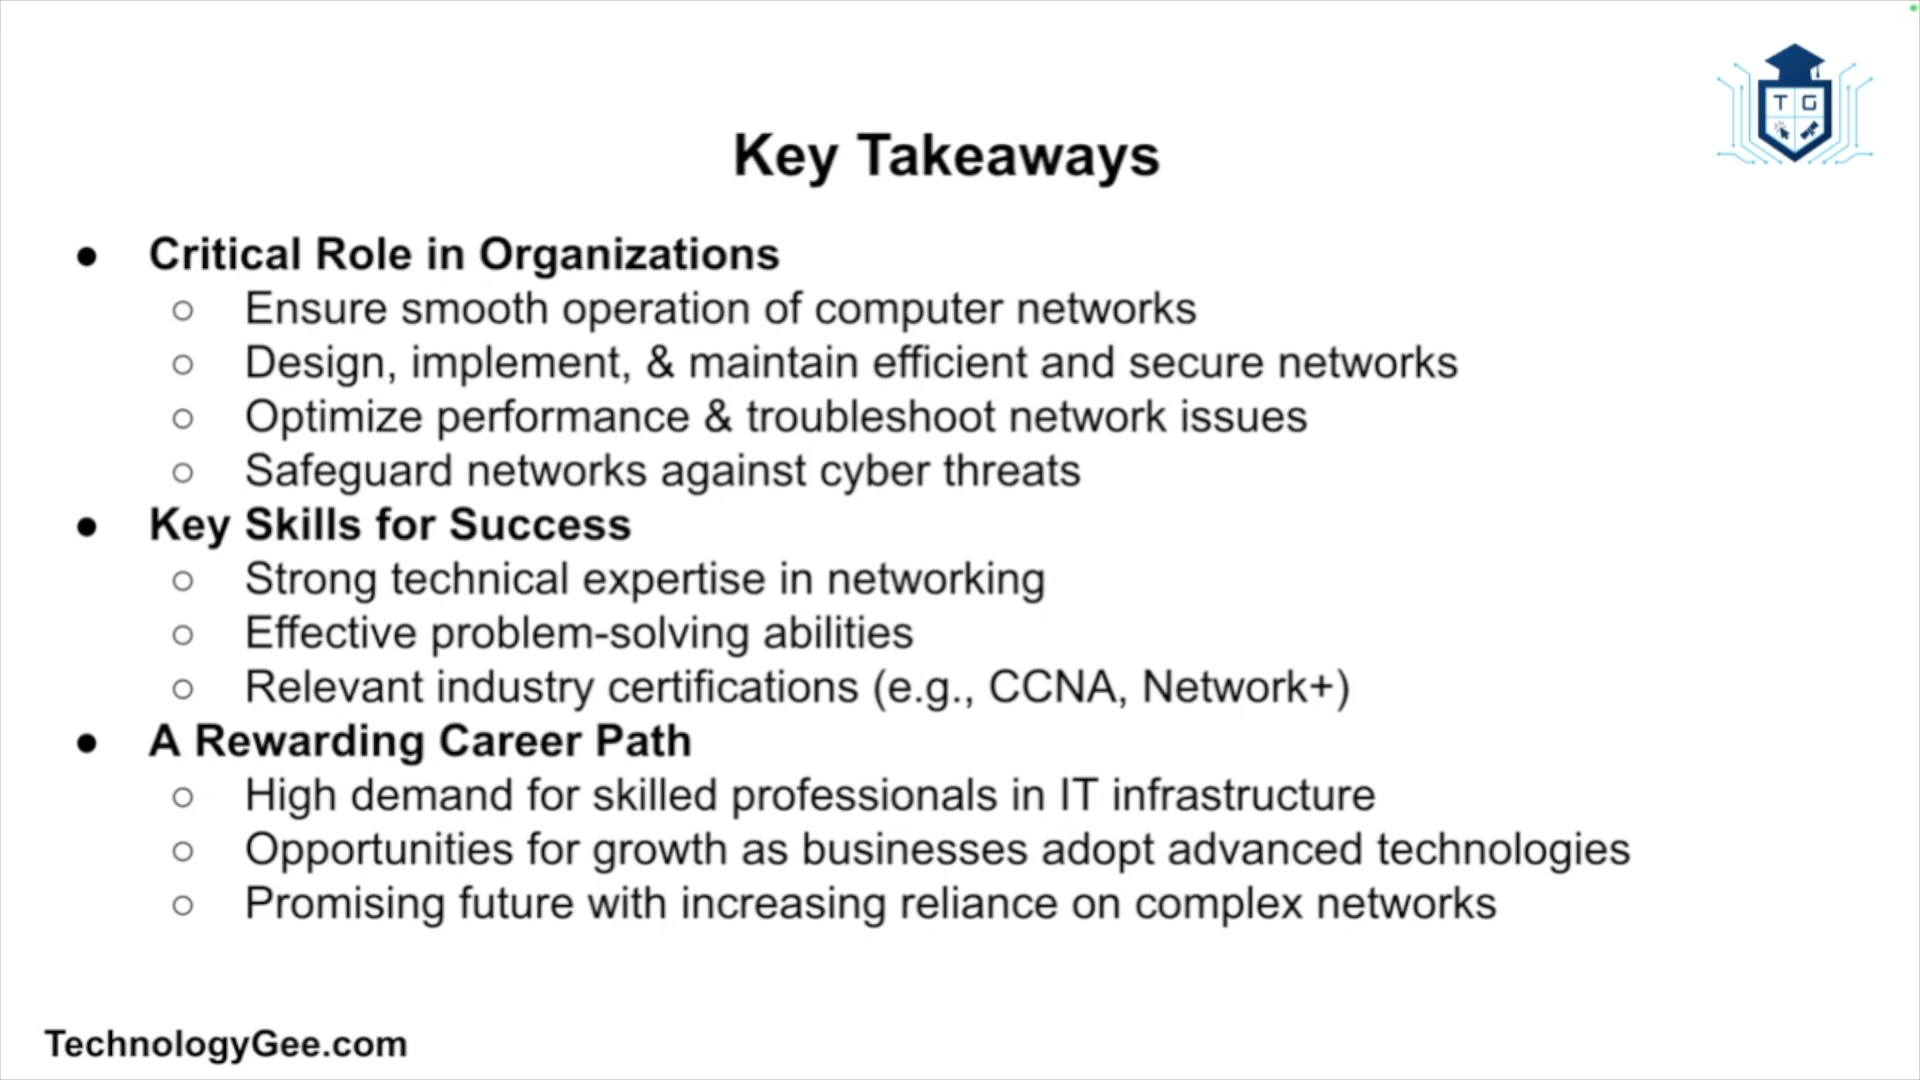 T G
Key Takeaways
● Critical Role in Organizations
○ Ensure smooth operation of computer networks
○ Design, implement, & maintain efficient and secure networks
○ Optimize performance & troubleshoot network issues
○ Safeguard networks against cyber threats
● Key Skills for Success
○ Strong technical expertise in networking
○ Effective problem-solving abilities
○ Relevant industry certifications (e.g., CCNA, Network+)
● A Rewarding Career Path
○ High demand for skilled professionals in IT infrastructure
○ Opportunities for growth as businesses adopt advanced technologies
○ Promising future with increasing reliance on complex networks
TechnologyGee.com